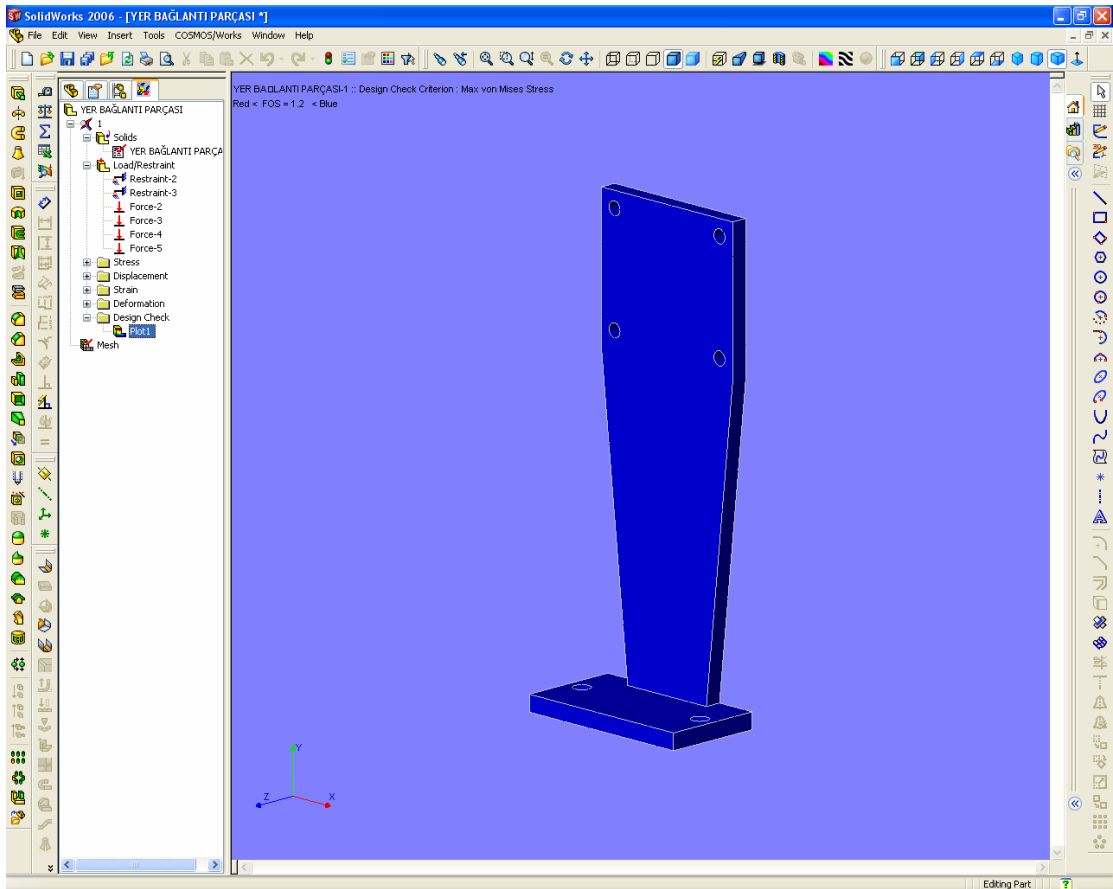 SolidWorks 2006 - [YER BAĞLANTI PARÇASI *]
File Edit View Insert Tools COSMOS/Works Window Help
YER BAĞLANTI PARÇASI
1
Solids
YER BAĞLANTI PARÇA
Load/Restraint
Restraint-2
Restraint-3
Force-2
Force-3
Force-4
Force-5
Stress
Displacement
Strain
Deformation
Design Check
Plot1
Mesh
YER BADLANTI PARÇASI-1 :: Design Check Criterion : Max von Mises Stress
Red < FOS = 1.2 < Blue
Y
Z
X
Editing Part